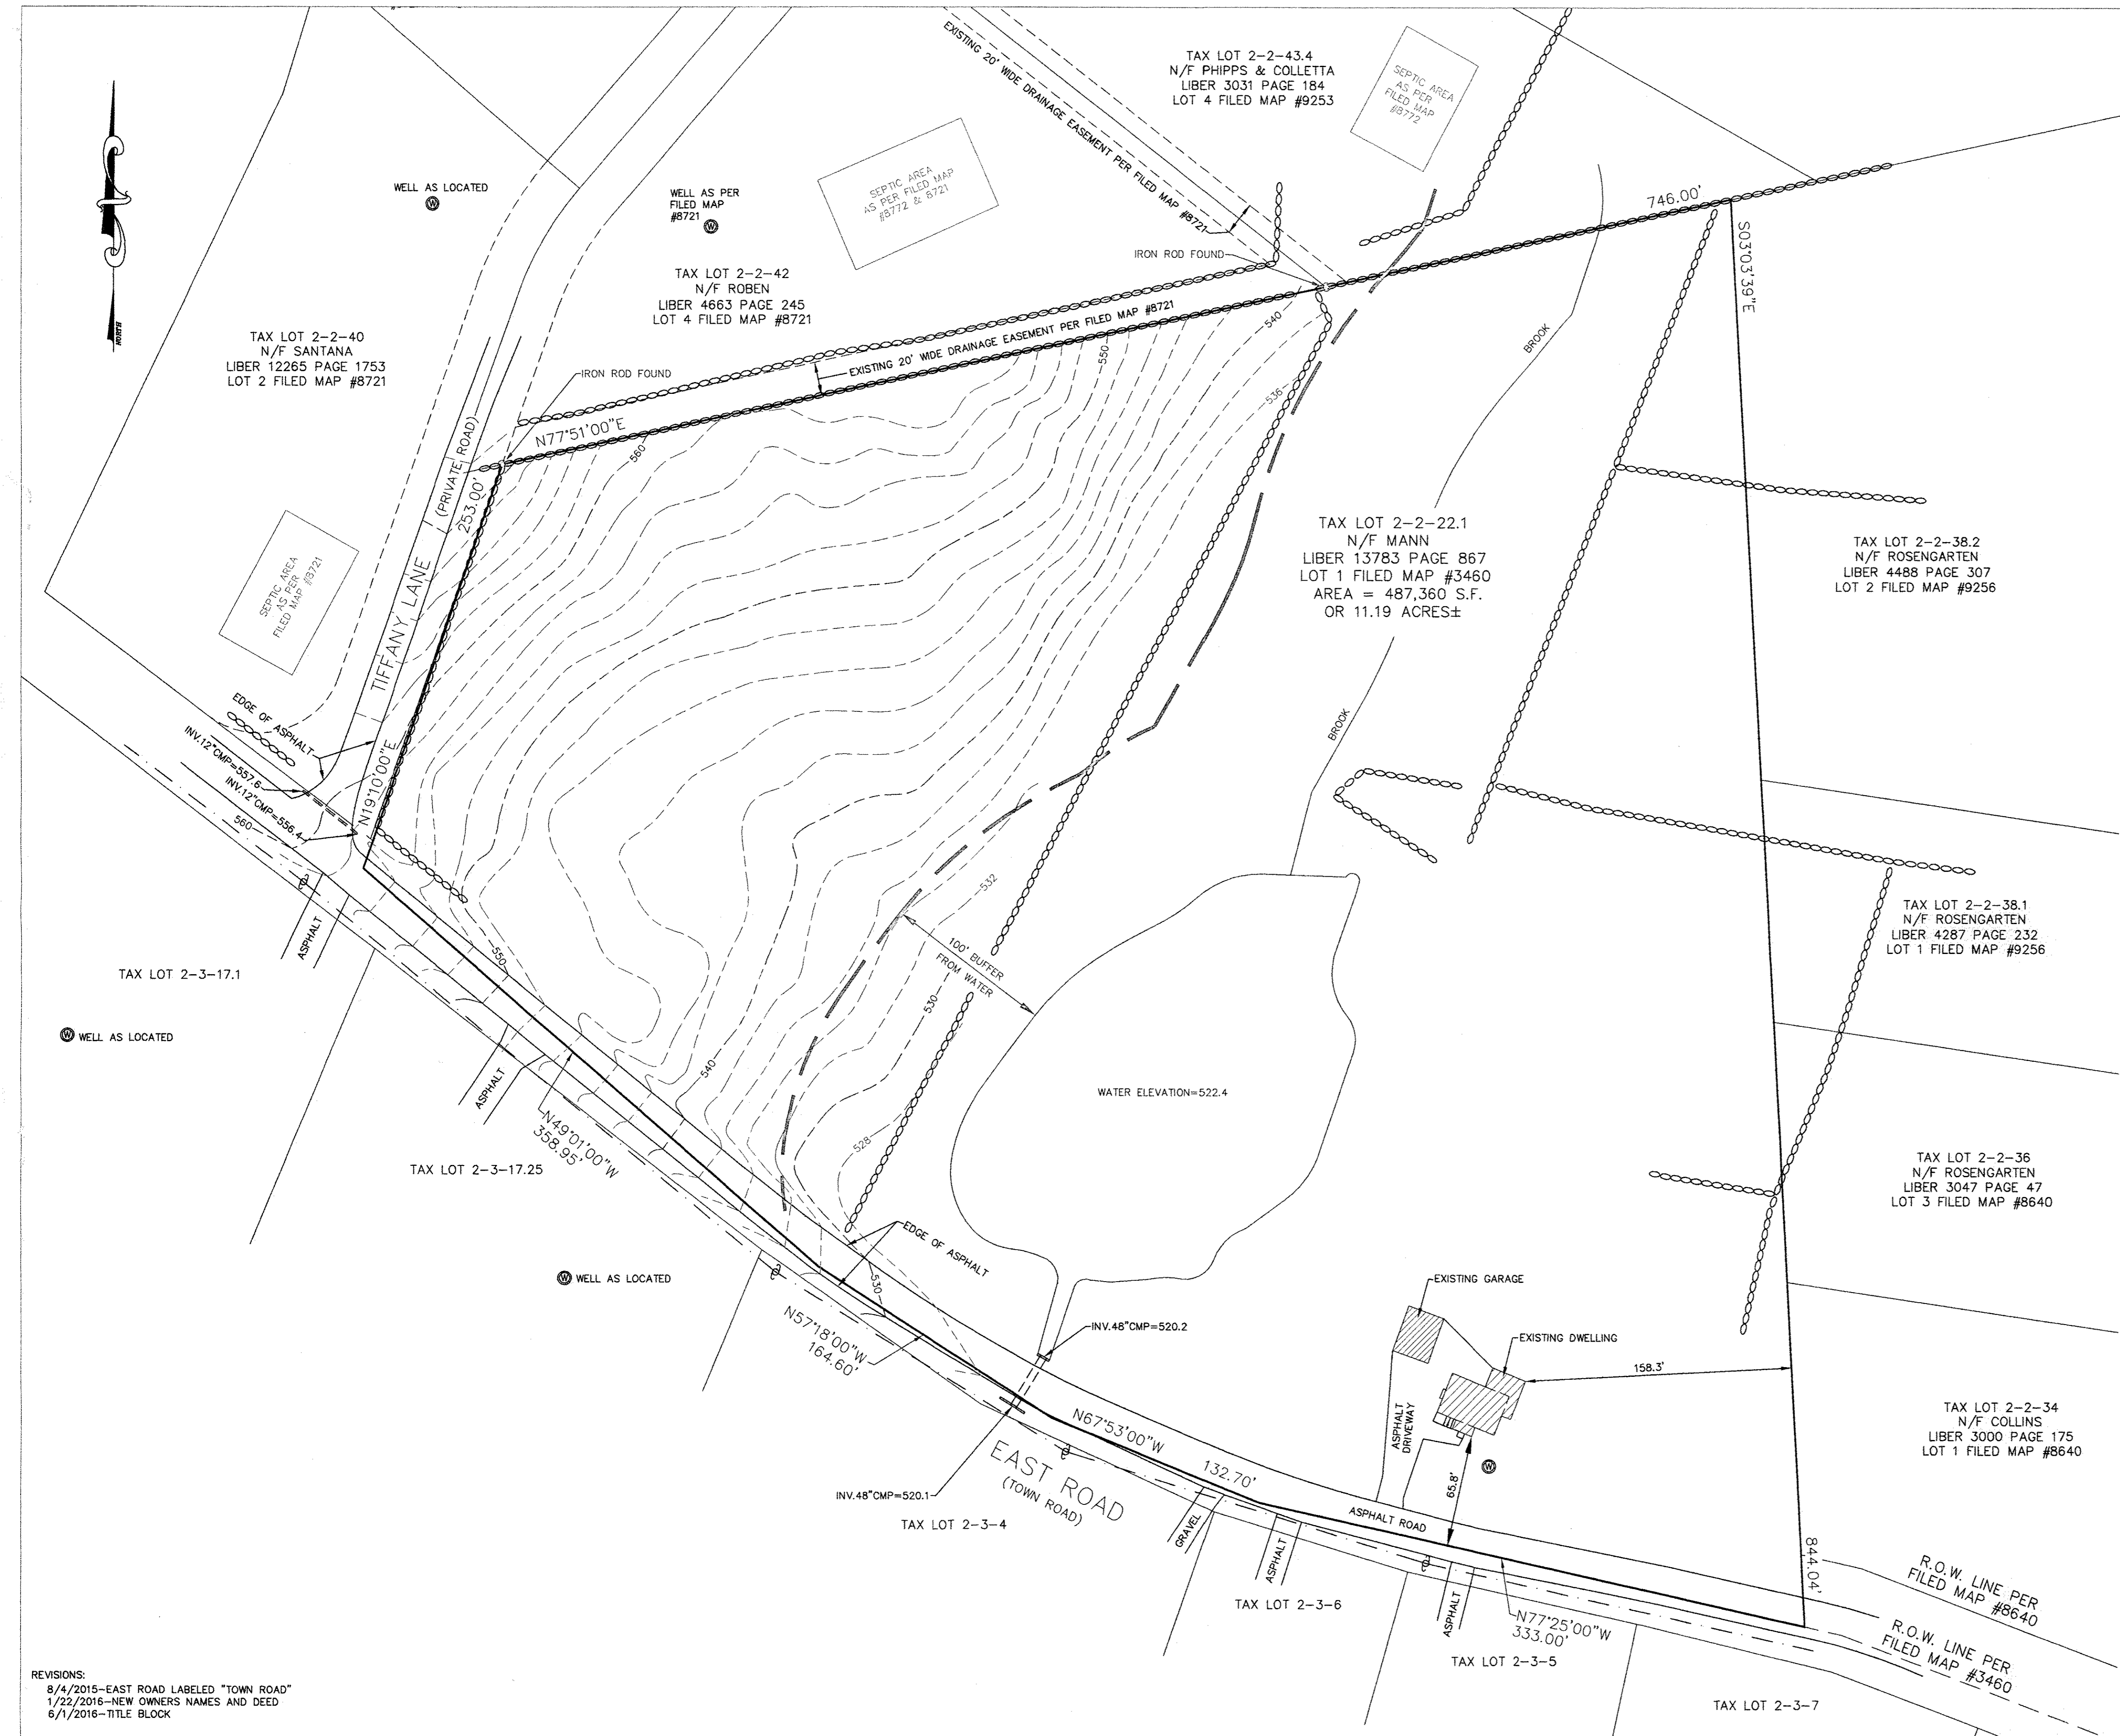 EXISTING 20' WIDE DRAINAGE EASEMENT PER FILED MAP #8721
TAX LOT 2-2-43.4
N/F PHIPPS & COLLETTA
LIBER 3031 PAGE 184
LOT 4 FILED MAP #9253
SEPTIC AREA
AS PER
FILED MAP
#8772
WELL AS LOCATED
W
WELL AS PER
FILED MAP
#8721
W
SEPTIC AREA
AS PER FILED MAP
#8772 & 8721
746.00'
S03°03'39"E
IRON ROD FOUND
TAX LOT 2-2-42
N/F ROBEN
LIBER 4663 PAGE 245
LOT 4 FILED MAP #8721
EXISTING 20' WIDE DRAINAGE EASEMENT PER FILED MAP #8721
540
550
BROOK
TAX LOT 2-2-40
N/F SANTANA
LIBER 12265 PAGE 1753
LOT 2 FILED MAP #8721
IRON ROD FOUND
536
N77°51'00"E
560
(PRIVATE ROAD)
253.00'
TIFFANY LANE
TAX LOT 2-2-22.1
N/F MANN
LIBER 13783 PAGE 867
LOT 1 FILED MAP #3460
AREA = 487,360 S.F.
OR 11.19 ACRES±
TAX LOT 2-2-38.2
N/F ROSENGARTEN
LIBER 4488 PAGE 307
LOT 2 FILED MAP #9256
SEPTIC AREA
AS PER
FILED MAP #8721
EDGE OF ASPHALT
INV.12"CMP=557.6
INV.12"CMP=556.4
N19°10'00"E
560
BROOK
532
ASPHALT
550
100' BUFFER
FROM WATER
530
TAX LOT 2-2-38.1
N/F ROSENGARTEN
LIBER 4287 PAGE 232
LOT 1 FILED MAP #9256
TAX LOT 2-3-17.1
W WELL AS LOCATED
ASPHALT
540
WATER ELEVATION=522.4
N49°01'00"W
358.95'
528
TAX LOT 2-3-17.25
TAX LOT 2-2-36
N/F ROSENGARTEN
LIBER 3047 PAGE 47
LOT 3 FILED MAP #8640
EDGE OF ASPHALT
W WELL AS LOCATED
530
EXISTING GARAGE
N57°18'00"W
164.60'
INV.48"CMP=520.2
EXISTING DWELLING
158.3'
N67°53'00"W
132.70'
ASPHALT
DRIVEWAY
TAX LOT 2-2-34
N/F COLLINS
LIBER 3000 PAGE 175
LOT 1 FILED MAP #8640
EAST ROAD
(TOWN ROAD)
W
65.8'
INV.48"CMP=520.1
TAX LOT 2-3-4
GRAVEL
ASPHALT ROAD
844.04'
ASPHALT
R.O.W. LINE PER
FILED MAP
#8640
TAX LOT 2-3-6
ASPHALT
N77°25'00"W
333.00'
R.O.W. LINE PER
FILED MAP
#3460
TAX LOT 2-3-5
TAX LOT 2-3-7
REVISIONS:
8/4/2015-EAST ROAD LABELED "TOWN ROAD"
1/22/2016-NEW OWNERS NAMES AND DEED
6/1/2016-TITLE BLOCK